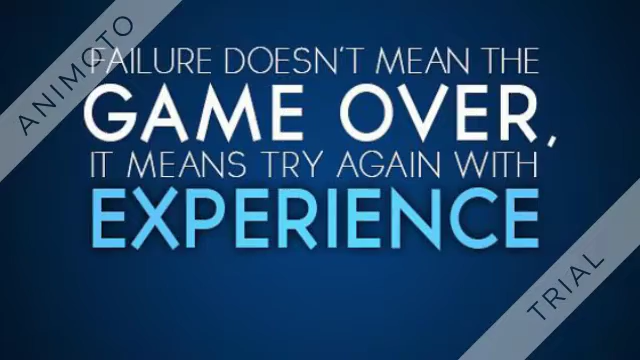 ANIMOTO
FAILURE DOESN'T MEAN THE
GAME OVER,
IT MEANS TRY AGAIN WITH
EXPERIENCE
TRIAL